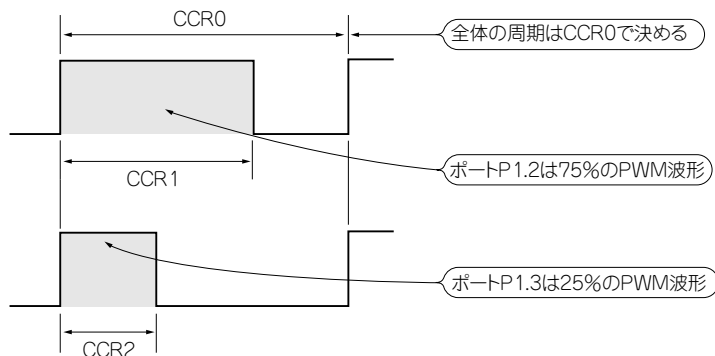 CCR0
全体の周期はCCR0で決める
CCR1
ポートP1.2は75%のPWM波形
ポートP1.3は25%のPWM波形
CCR2